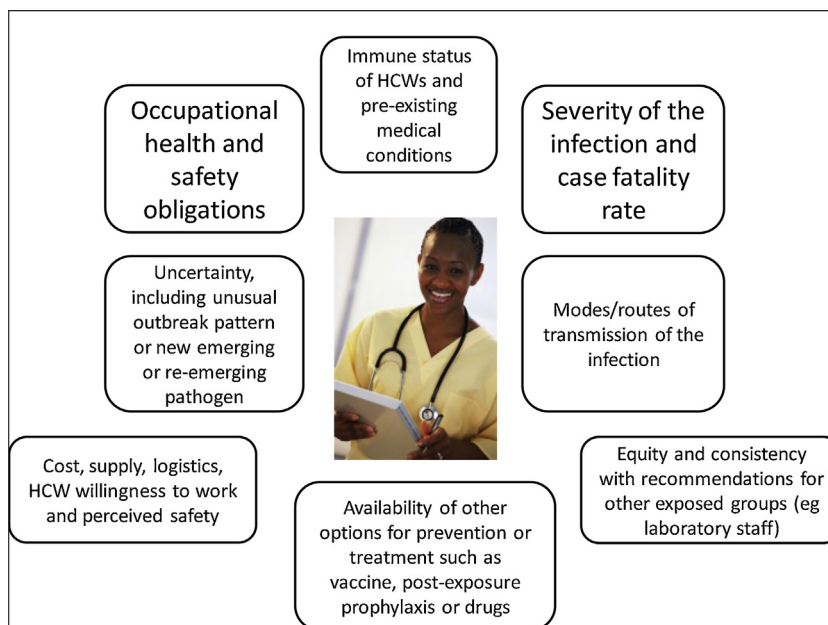 Immune status
of HCWs and
pre-existing
medical
conditions
Occupational
health and
safety
obligations
Severity of the
infection and
case fatality
rate
Uncertainty,
including unusual
outbreak pattern
or new emerging
or re-emerging
pathogen
Modes/routes of
transmission of the
infection
Cost, supply, logistics,
HCW willingness to work
and perceived safety
Equity and consistency
with recommendations for
other exposed groups (eg
laboratory staff)
Availability of other
options for prevention or
treatment such as
vaccine, post-exposure
prophylaxis or drugs